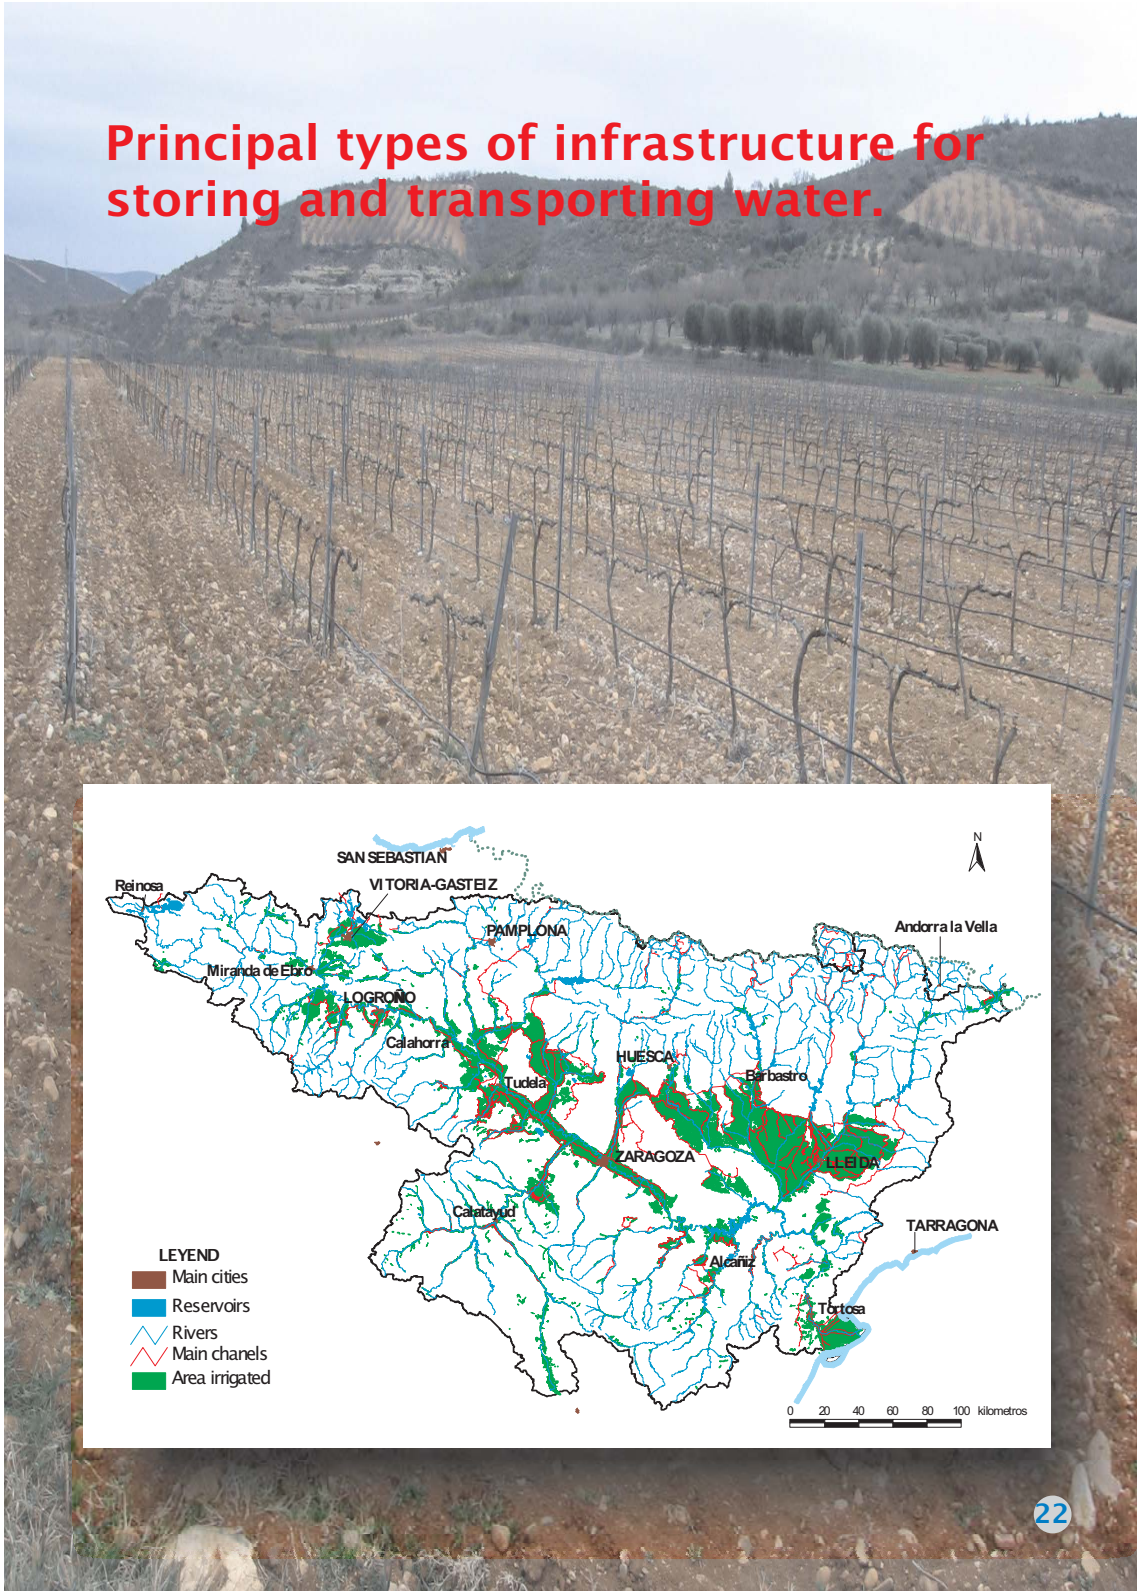 Principal types of infrastructure for
storing and transporting water.
N
SAN SEBASTIAN
Reinosa
VITORIA-GASTEIZ
PAMPLONA
Andorra la Vella
Miranda de Ebro
LOGROÑO
Calahorra
HUESCA
Barbastro
Tudela
ZARAGOZA
LLEIDA
Calatayud
TARRAGONA
Alcañiz
Tortosa
LEYEND
Main cities
Reservoirs
Rivers
Main chanels
Area irrigated
0 20 40 60 80 100 kilometros
22